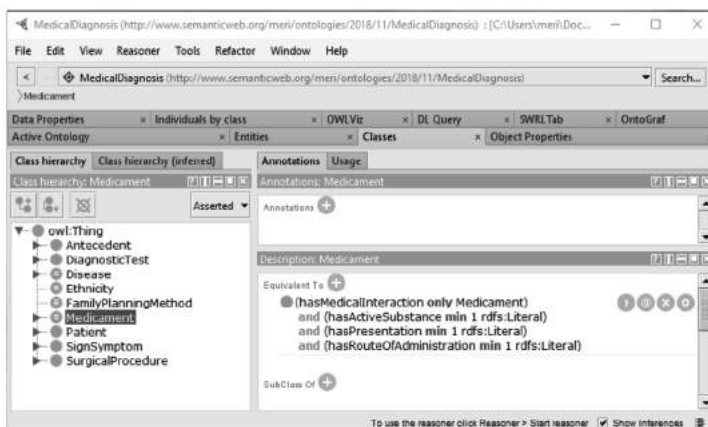 MedicalDiagnosis (http://www.semanticweb.org/meri/ontologies/2018/11/MedicalDiagnosis) : [C:\Users\meri\Doc...
File Edit View Reasoner Tools Refactor Window Help
< MedicalDiagnosis (http://www.semanticweb.org/meri/ontologies/2018/11/MedicalDiagnosis) Search...
Medicament
Data Properties × Individuals by class × OWLViz × DL Query × SWRLTab × OntoGraf
Active Ontology × Entities × Classes × Object Properties
Class hierarchy Class hierarchy (inferred) Annotations Usage
Class hierarchy: Medicament Annotations: Medicament
Asserted Annotations
owl:Thing
Antecedent
DiagnosticTest
Disease
Ethnicity
FamilyPlanningMethod
Medicament
Patient
SignSymptom
SurgicalProcedure
Description: Medicament
Equivalent To
(hasMedicalInteraction only Medicament)
and (hasActiveSubstance min 1 rdfs:Literal)
and (hasPresentation min 1 rdfs:Literal)
and (hasRouteOfAdministration min 1 rdfs:Literal)
SubClass Of
To use the reasoner click Reasoner > Start reasoner Show Inferences